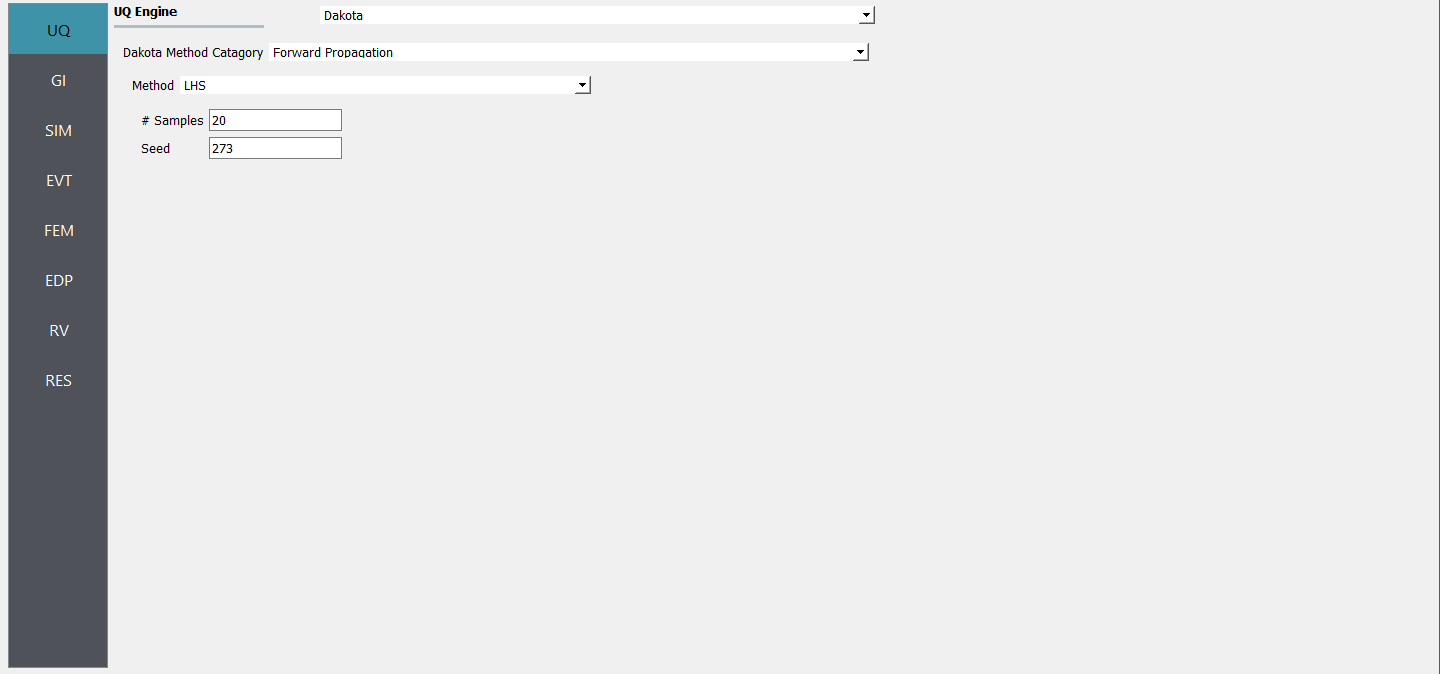 UQ
GI
SIM
EVT
FEM
EDP
RV
RES
UQ Engine Dakota
Dakota Method Catagory Forward Propagation
Method LHS
# Samples 20
Seed 273